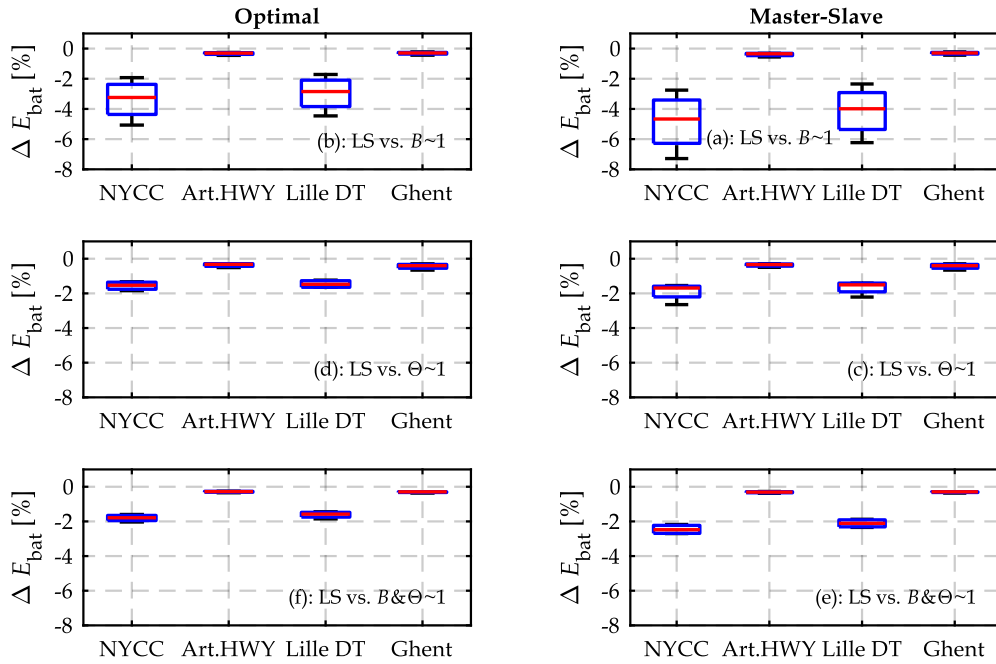 Optimal
Master-Slave
Δ E_bat [%]
0
-2
-4
-6
-8
(b): LS vs. B~1
NYCC Art.HWY Lille DT Ghent
Δ E_bat [%]
0
-2
-4
-6
-8
(a): LS vs. B~1
NYCC Art.HWY Lille DT Ghent
Δ E_bat [%]
0
-2
-4
-6
-8
(d): LS vs. Θ~1
NYCC Art.HWY Lille DT Ghent
Δ E_bat [%]
0
-2
-4
-6
-8
(c): LS vs. Θ~1
NYCC Art.HWY Lille DT Ghent
Δ E_bat [%]
0
-2
-4
-6
-8
(f): LS vs. B&Θ~1
NYCC Art.HWY Lille DT Ghent
Δ E_bat [%]
0
-2
-4
-6
-8
(e): LS vs. B&Θ~1
NYCC Art.HWY Lille DT Ghent